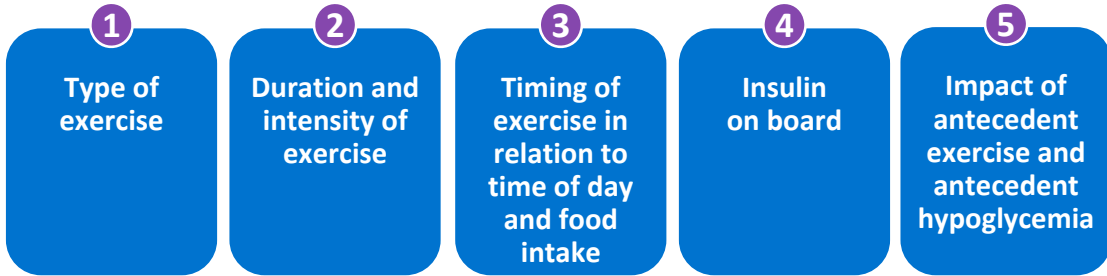 1
Type of
exercise
2
Duration and
intensity of
exercise
3
Timing of
exercise in
relation to
time of day
and food
intake
4
Insulin
on board
5
Impact of
antecedent
exercise and
antecedent
hypoglycemia